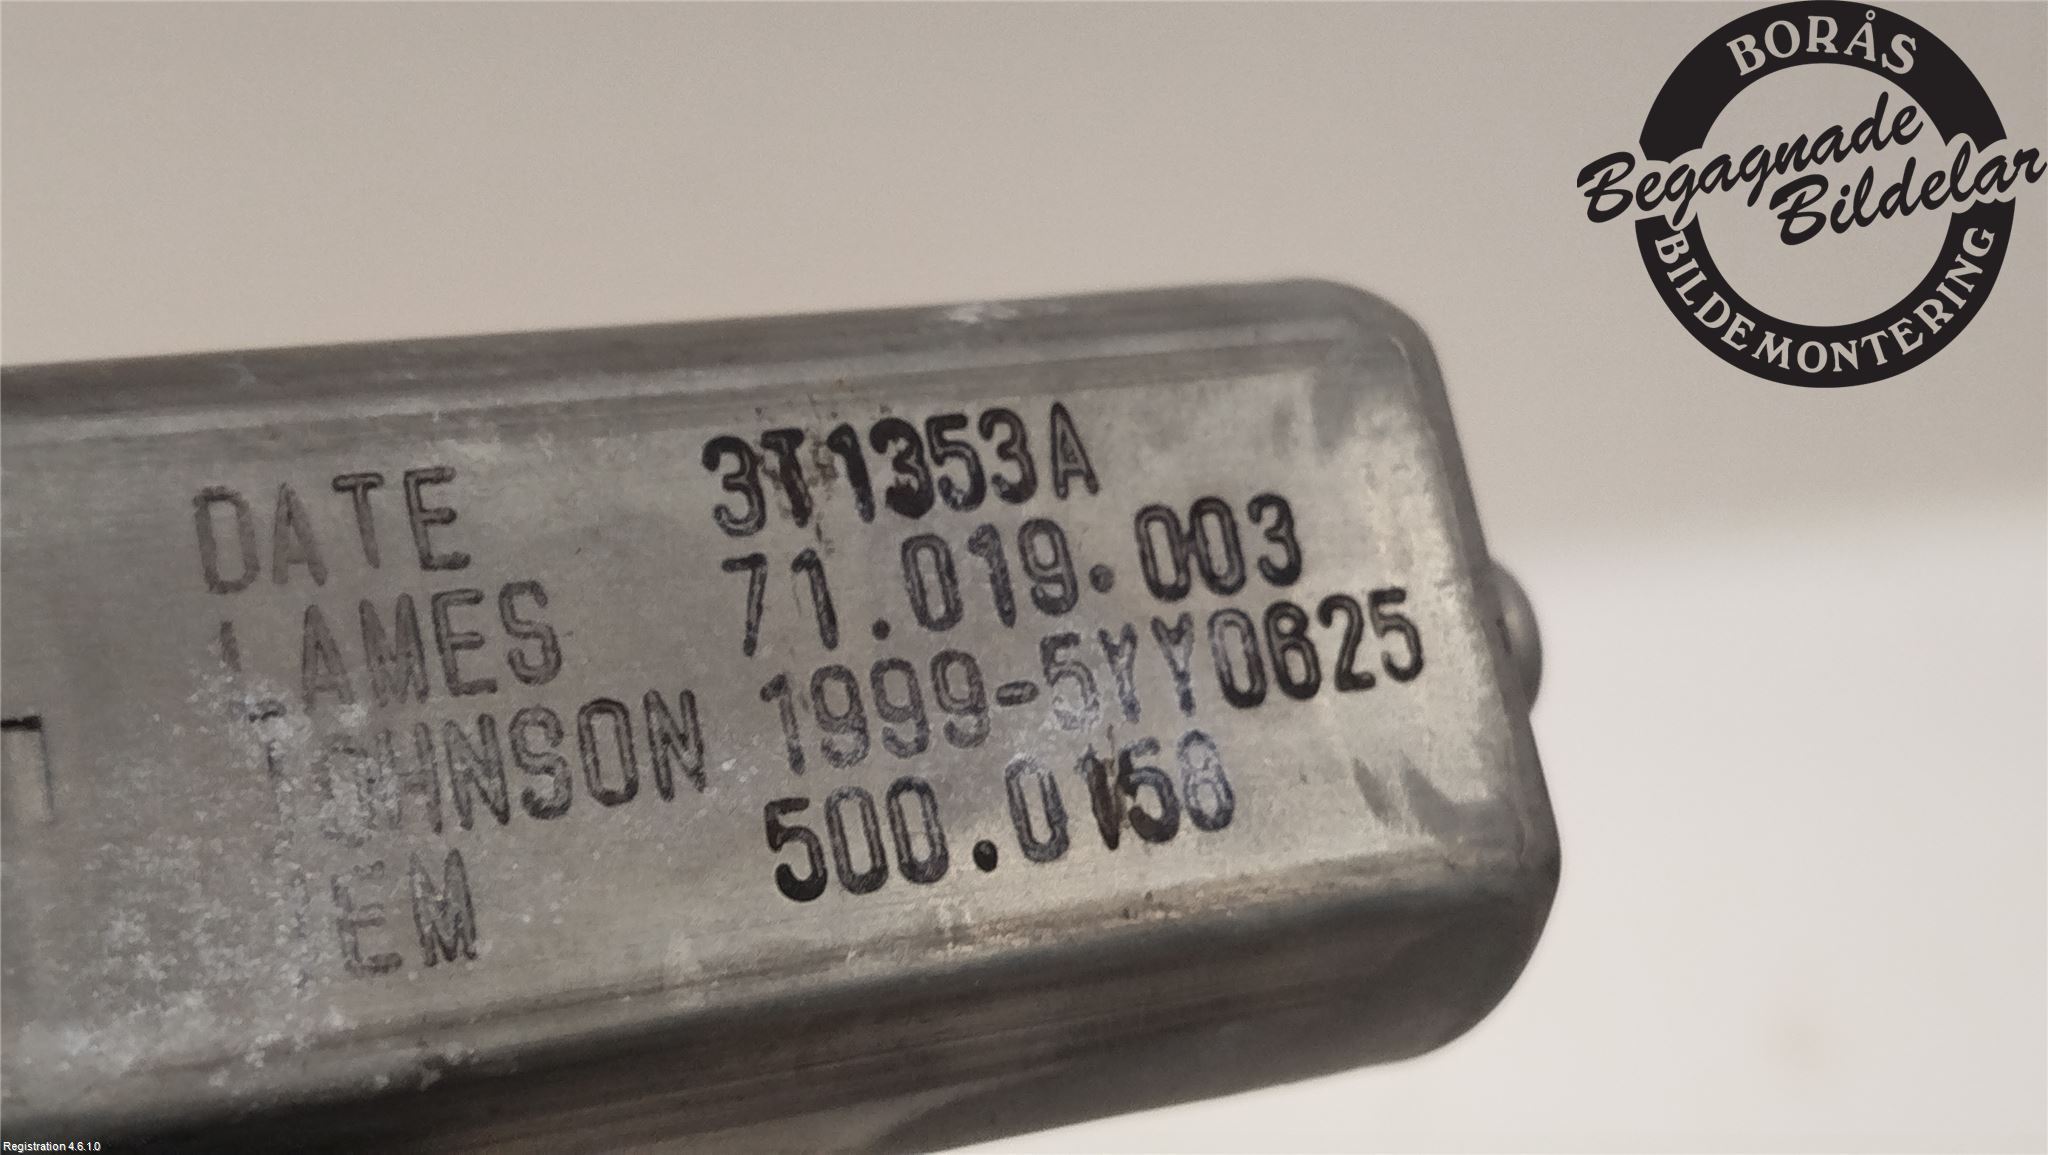 BORÅS
Begagnade
Bildelar
BILDEMONTERING
DATE 3T1353A
LAMES 71.019.003
JOHNSON 1999-5YY0625
EM 500.0158
Registration 4.6.1.0